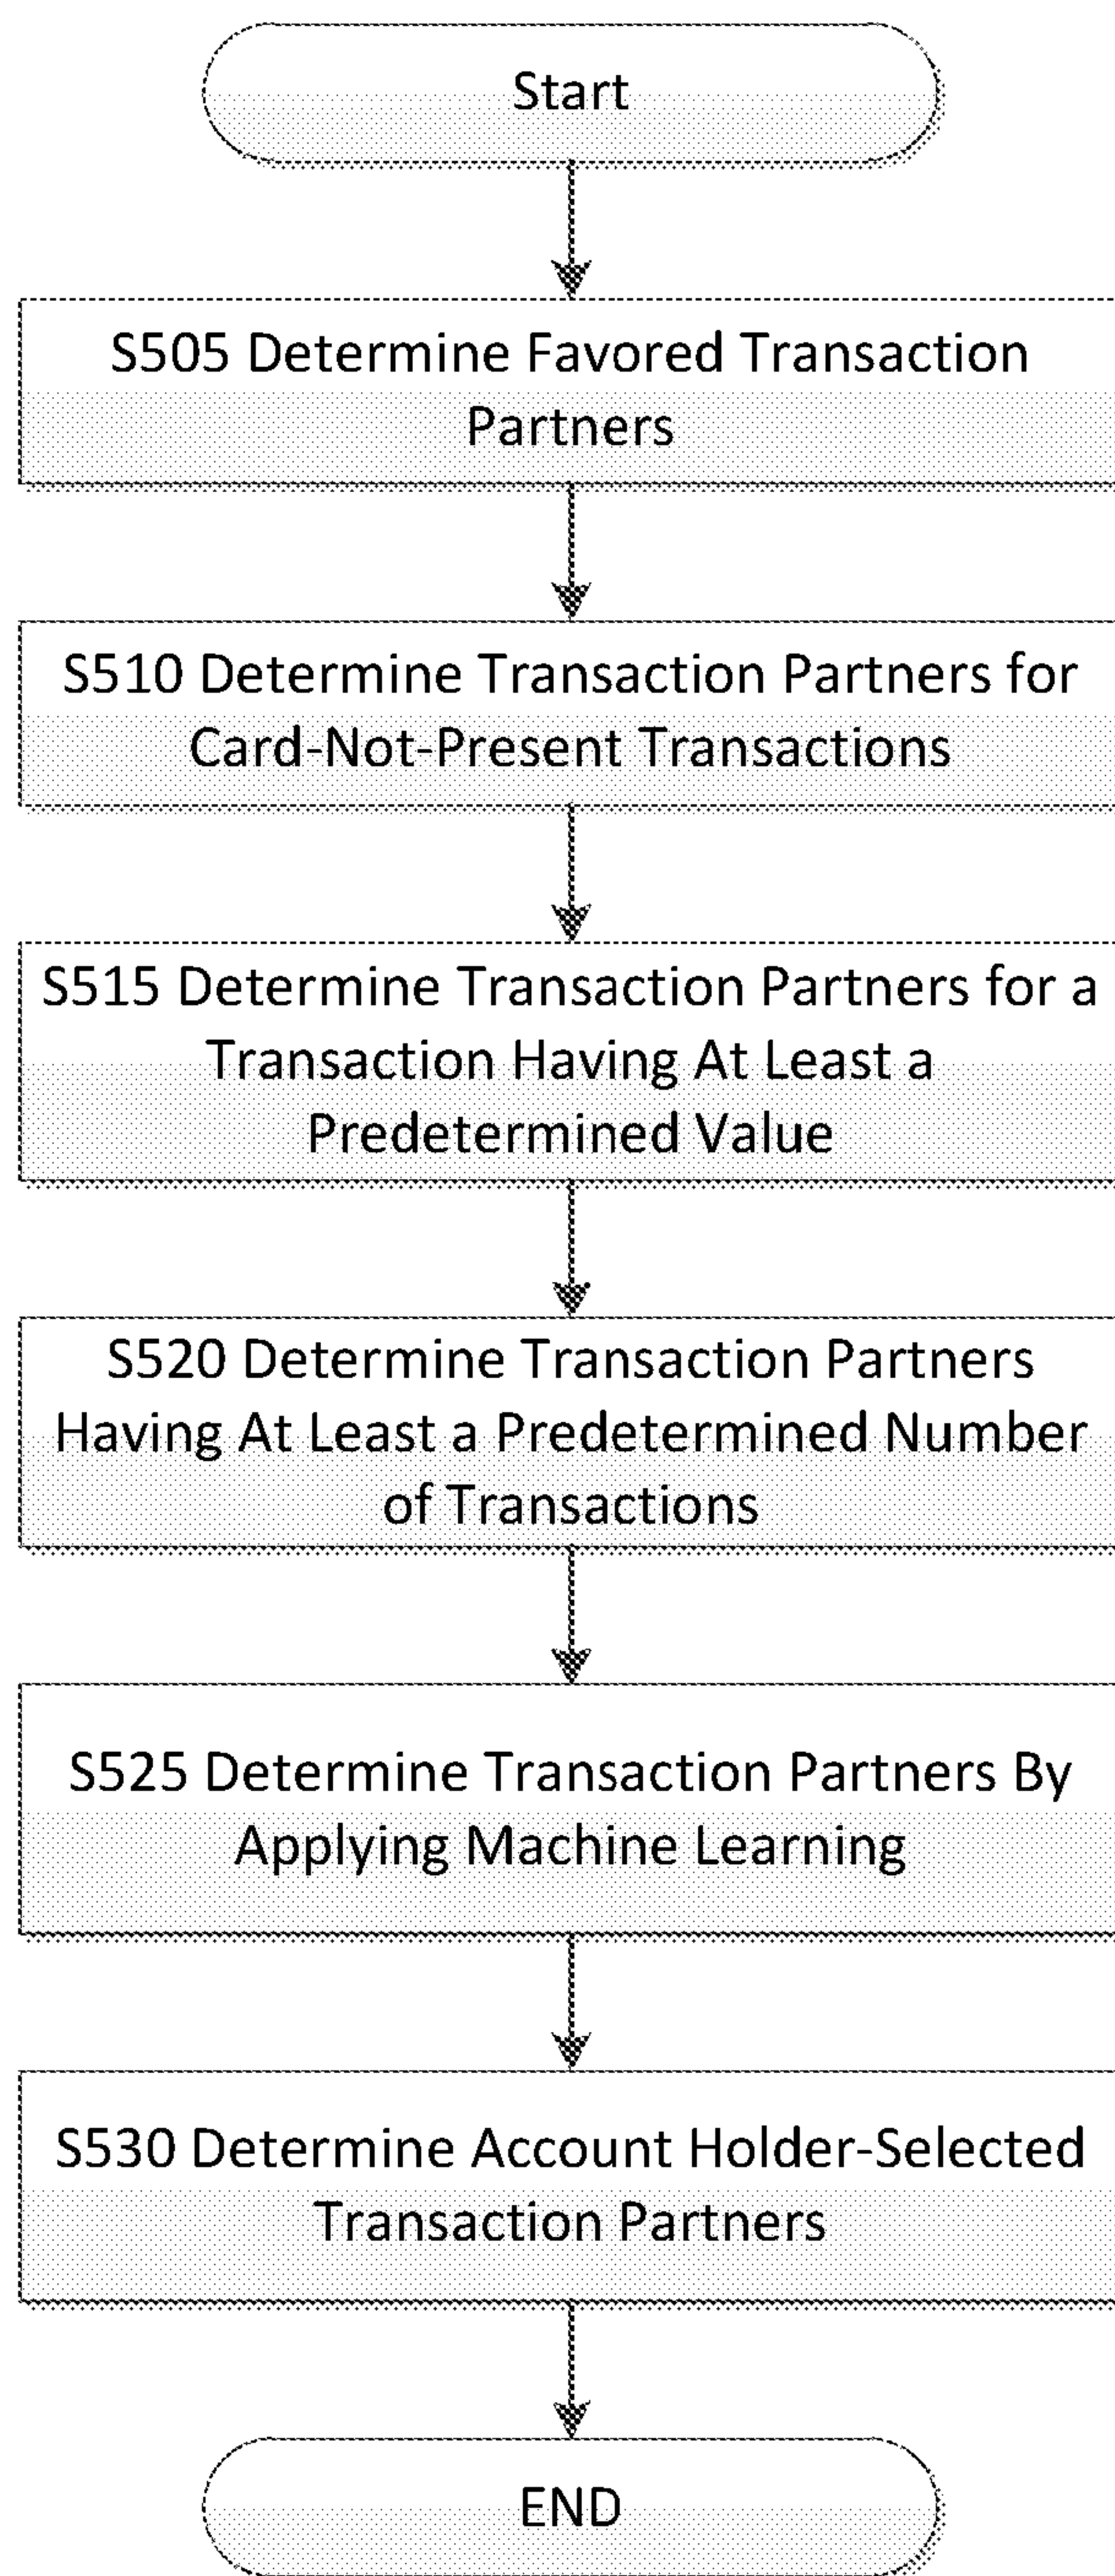 Start
S505 Determine Favored Transaction
Partners
S510 Determine Transaction Partners for
Card-Not-Present Transactions
S515 Determine Transaction Partners for a
Transaction Having At Least a
Predetermined Value
S520 Determine Transaction Partners
Having At Least a Predetermined Number
of Transactions
S525 Determine Transaction Partners By
Applying Machine Learning
S530 Determine Account Holder-Selected
Transaction Partners
END